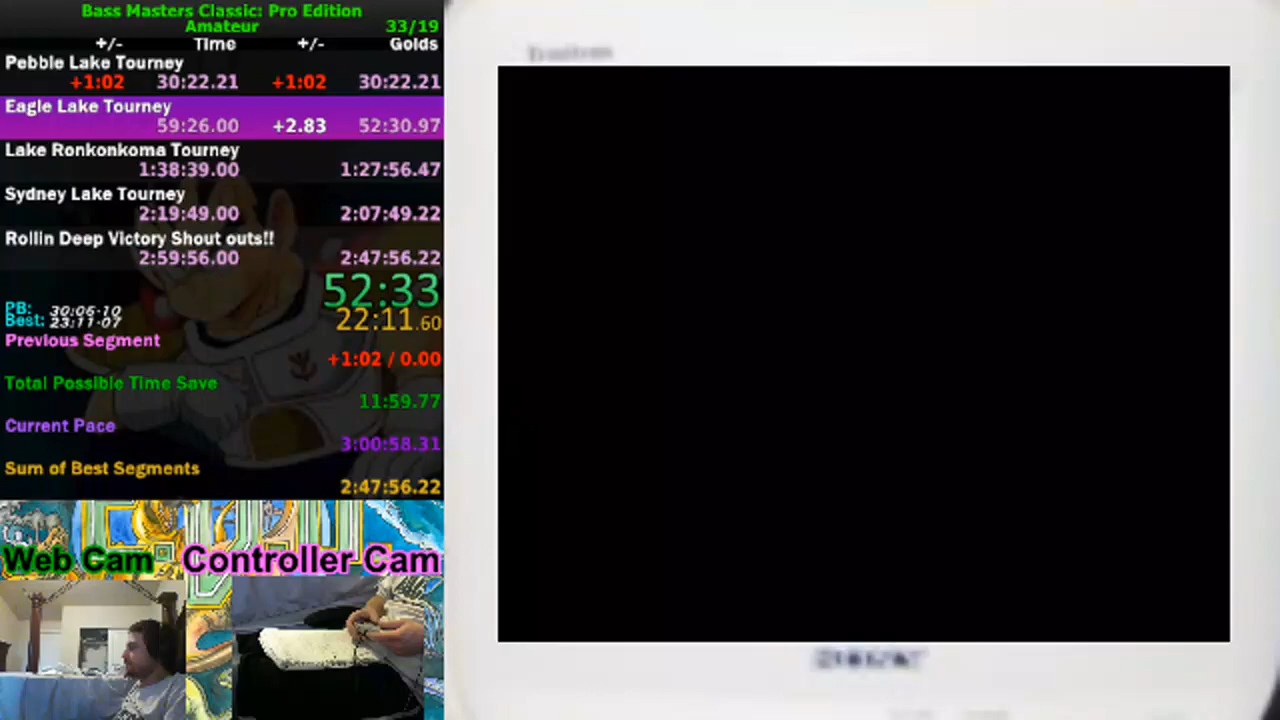 Bass Masters Classic: Pro Edition
Amateur 33/19
+/- Time +/- Golds
Pebble Lake Tourney
+1:02 30:22.21 +1:02 30:22.21
Eagle Lake Tourney
59:26.00 +2.83 52:30.97
Lake Ronkonkoma Tourney
1:38:39.00 1:27:56.47
Sydney Lake Tourney
2:19:49.00 2:07:49.22
Rollin Deep Victory Shout outs!!
2:59:56.00 2:47:56.22
52:33
PB: 30:06.10
Best: 23:11.07
22:11.60
Previous Segment
+1:02 / 0.00
Total Possible Time Save
11:59.77
Current Pace
3:00:58.31
Sum of Best Segments
2:47:56.22
Web Cam Controller Cam